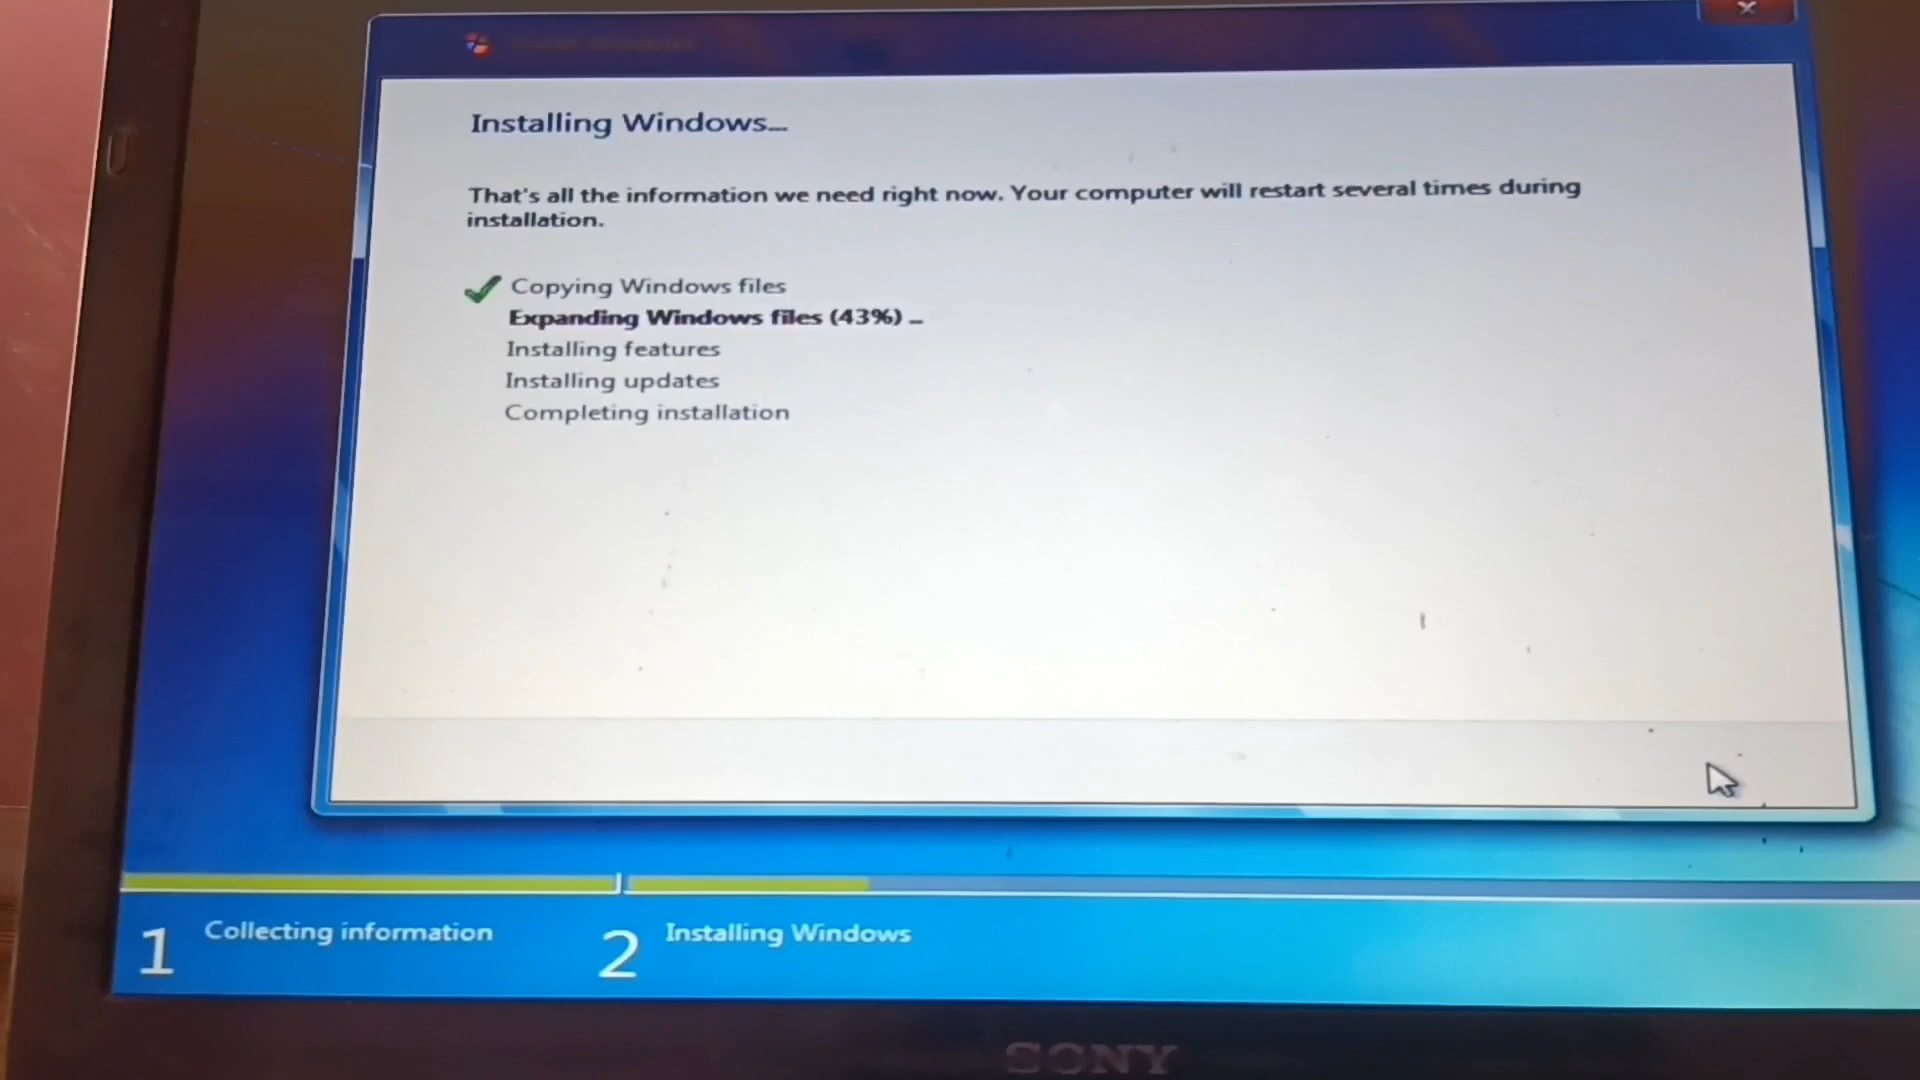 Installing Windows...
That's all the information we need right now. Your computer will restart several times during
installation.
Copying Windows files
Expanding Windows files (43%) ...
Installing features
Installing updates
Completing installation
1 Collecting information
2 Installing Windows
SONY